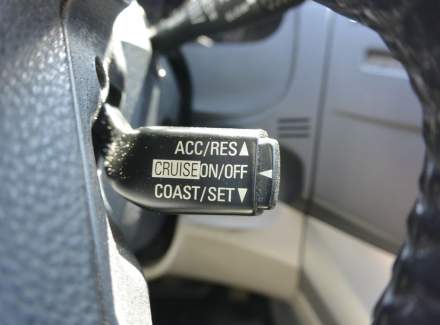 ACC/RES▲
CRUISE ON/OFF ◀
COAST/SET▼